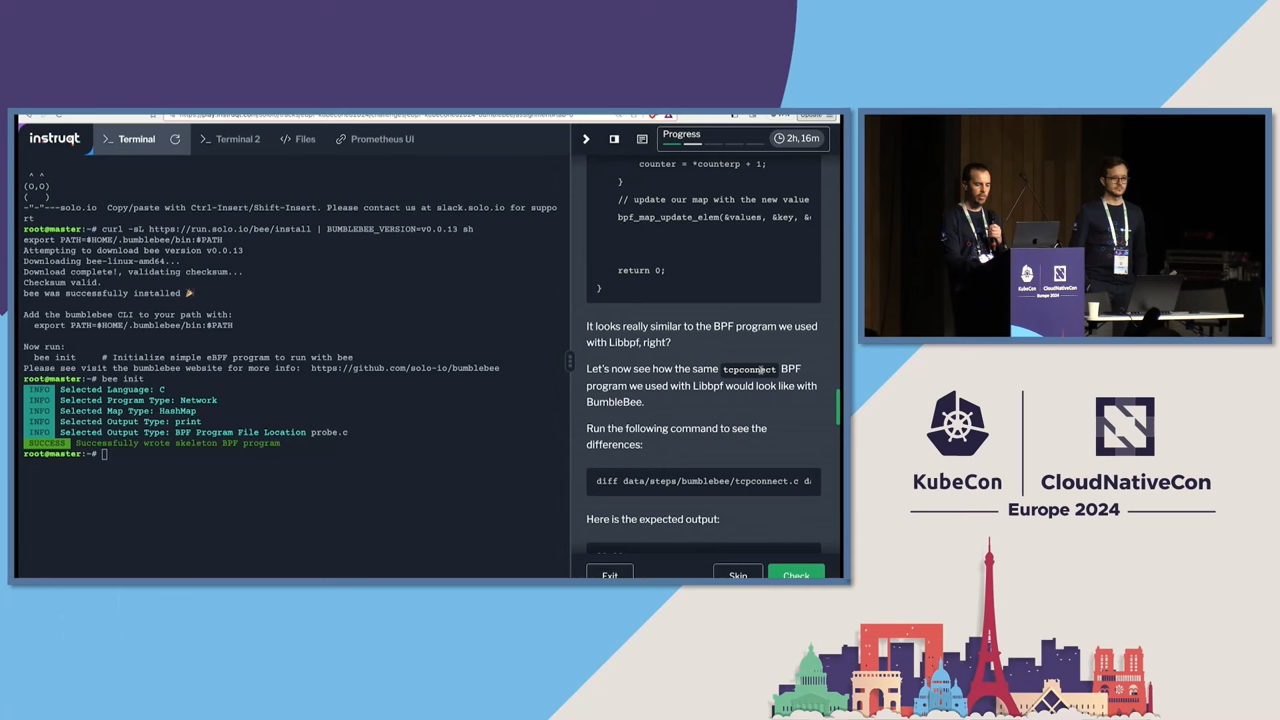 instruqt
>_ Terminal
>_ Terminal 2
Files
Prometheus UI
Progress
2h, 16m
^ ^
(O,O)
(   )
-"-"---solo.io  Copy/paste with Ctrl-Insert/Shift-Insert. Please contact us at slack.solo.io for suppo
rt
root@master:~# curl -sL https://run.solo.io/bee/install | BUMBLEBEE_VERSION=v0.0.13 sh
export PATH=$HOME/.bumblebee/bin:$PATH
Attempting to download bee version v0.0.13
Downloading bee-linux-amd64...
Download complete!, validating checksum...
Checksum valid.
bee was successfully installed 🎉
Add the bumblebee CLI to your path with:
export PATH=$HOME/.bumblebee/bin:$PATH
Now run:
bee init     # Initialize simple eBPF program to run with bee
Please see visit the bumblebee website for more info:  https://github.com/solo-io/bumblebee
root@master:~# bee init
INFO  Selected Language: C
INFO  Selected Program Type: Network
INFO  Selected Map Type: HashMap
INFO  Selected Output Type: print
INFO  Selected Output Type: BPF Program File Location probe.c
SUCCESS  Successfully wrote skeleton BPF program
root@master:~#
counter = *counterp + 1;
}
// update our map with the new value
bpf_map_update_elem(&values, &key, &c
return 0;
}
It looks really similar to the BPF program we used
with Libbpf, right?
Let's now see how the same tcpconnect BPF
program we used with Libbpf would look like with
BumbleBee.
Run the following command to see the
differences:
diff data/steps/bumblebee/tcpconnect.c da
Here is the expected output:
Exit
Skip
Check
KubeCon
CloudNativeCon
Europe 2024
KubeCon
CloudNativeCon
Europe 2024